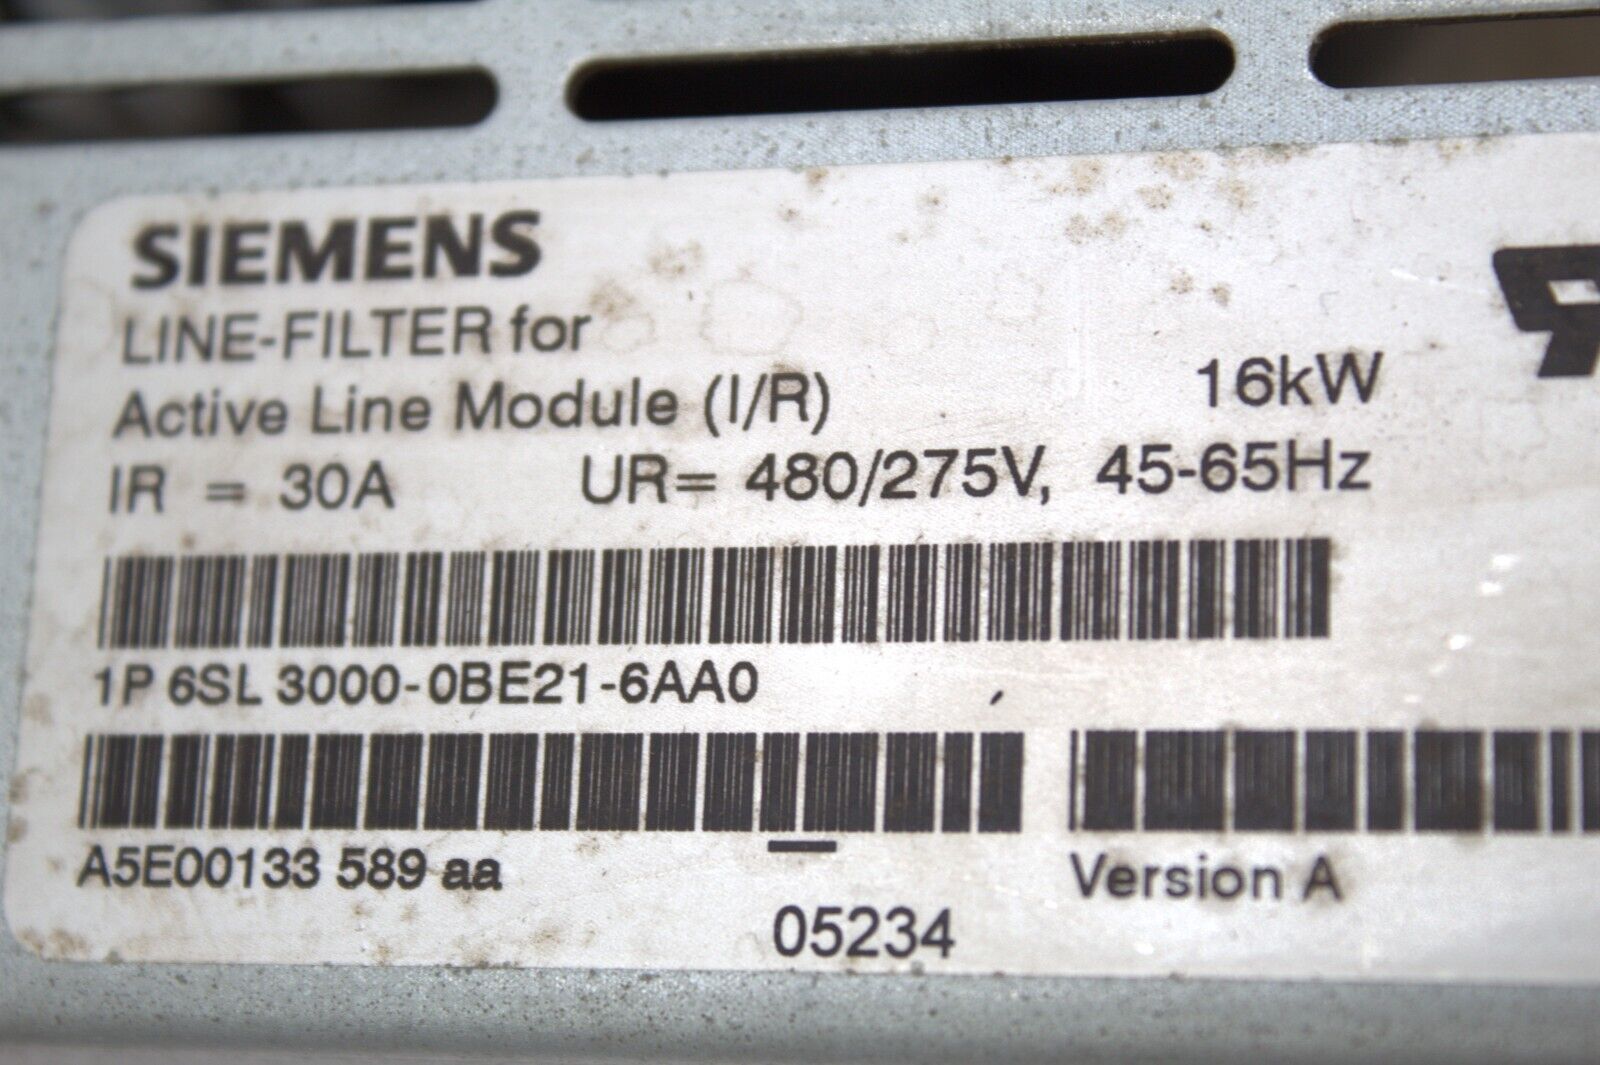 SIEMENS
LINE-FILTER for
Active Line Module (I/R) 16kW
IR = 30A UR= 480/275V, 45-65Hz
1P 6SL 3000-0BE21-6AA0
A5E00133 589 aa
Version A
05234